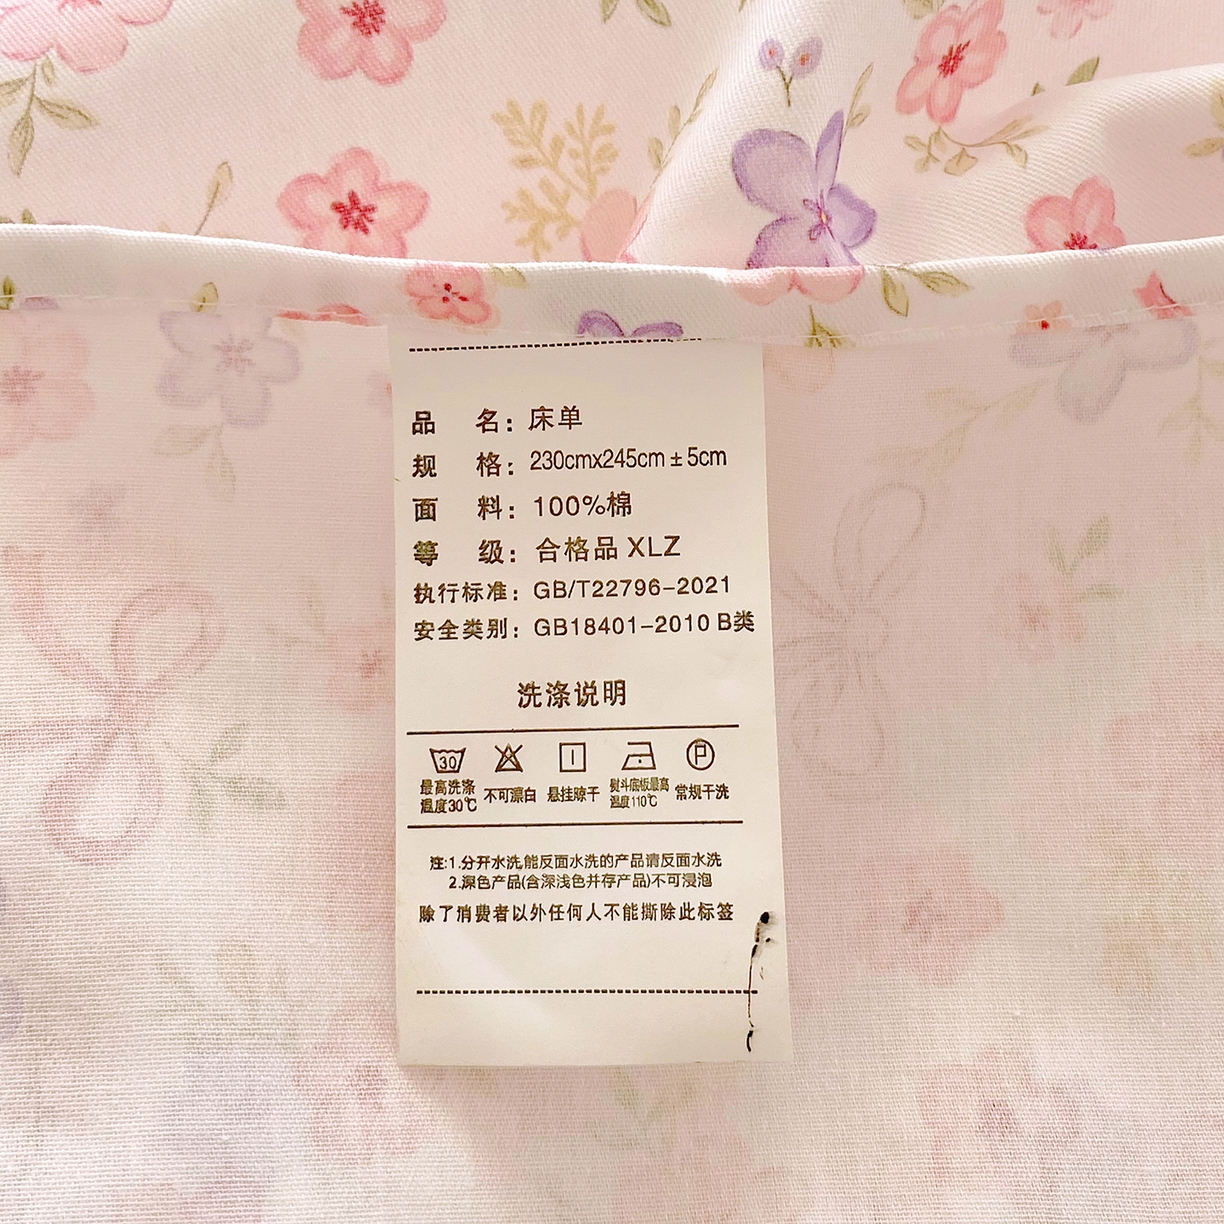 品 名：床单
规 格：230cmx245cm±5cm
面 料：100%棉
等 级：合格品 XLZ
执行标准：GB/T22796-2021
安全类别：GB18401-2010 B类
洗涤说明
30 P
最高洗涤 不可漂白 悬挂晾干 熨斗底板最高 常规干洗
温度30℃ 温度110℃
注:1.分开水洗,能反面水洗的产品请反面水洗
2.深色产品(含深浅色并存产品)不可浸泡
除了消费者以外任何人不能撕除此标签